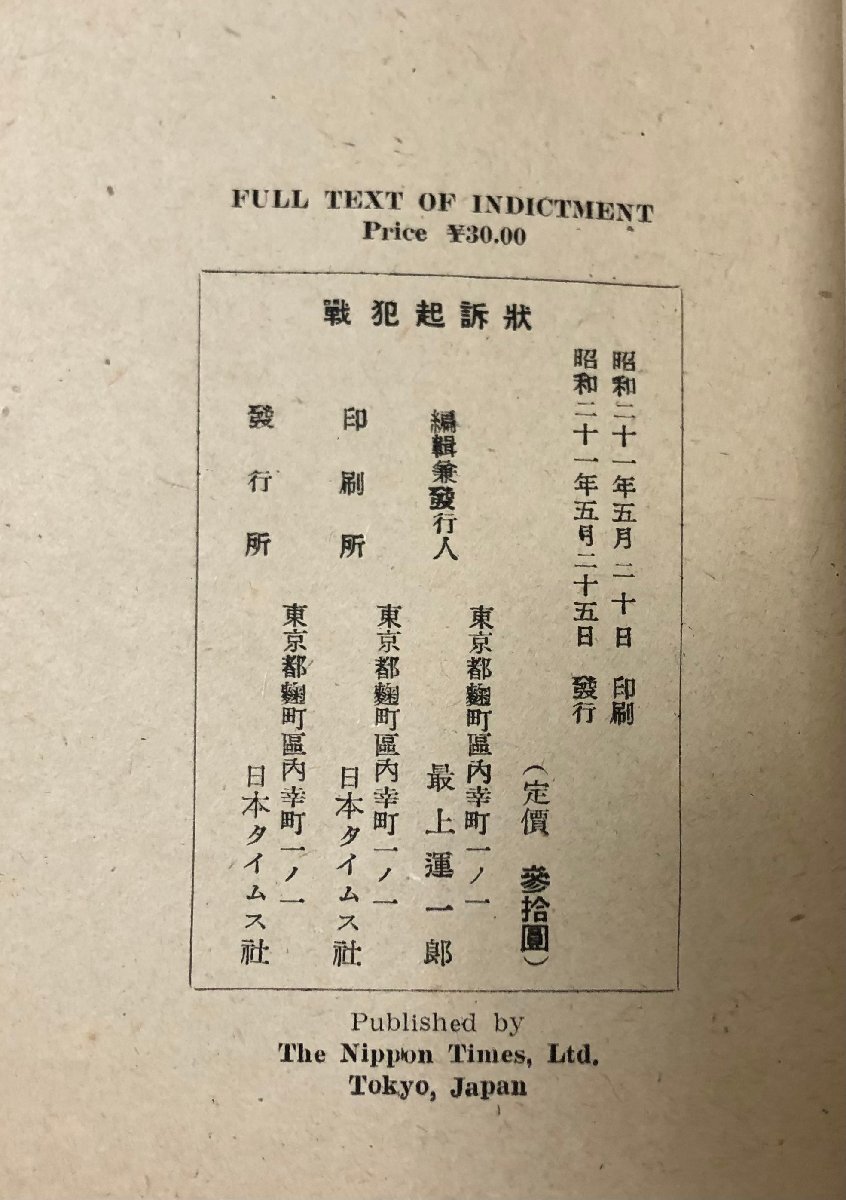 FULL TEXT OF INDICTMENT
Price ¥30.00
戰犯起訴狀
昭和二十一年五月二十日 印刷
昭和二十一年五月二十五日 發行
(定價 參拾圓)
東京都麴町區內幸町一ノ一
編輯兼發行人 最上運一郎
東京都麴町區內幸町一ノ一
印刷所 日本タイムス社
東京都麴町區內幸町一ノ一
發行所 日本タイムス社
Published by
The Nippon Times, Ltd.
Tokyo, Japan